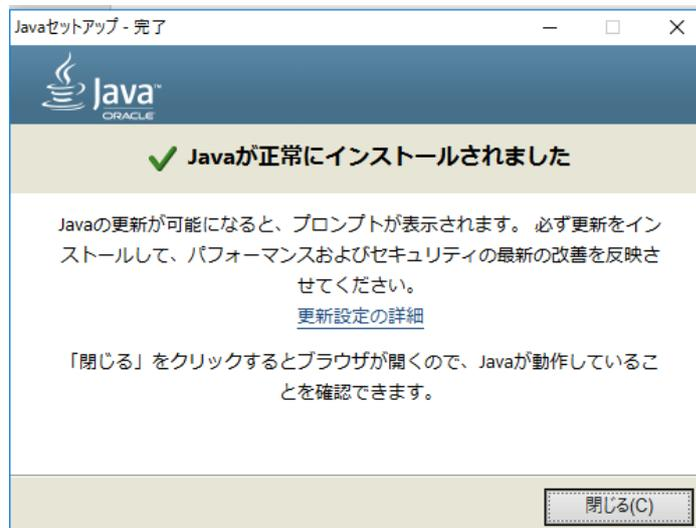 Javaセットアップ - 完了
Java™
ORACLE
Javaが正常にインストールされました
Javaの更新が可能になると、プロンプトが表示されます。 必ず更新をイン
ストールして、パフォーマンスおよびセキュリティの最新の改善を反映さ
せてください。
更新設定の詳細
「閉じる」をクリックするとブラウザが開くので、Javaが動作しているこ
とを確認できます。
閉じる(C)